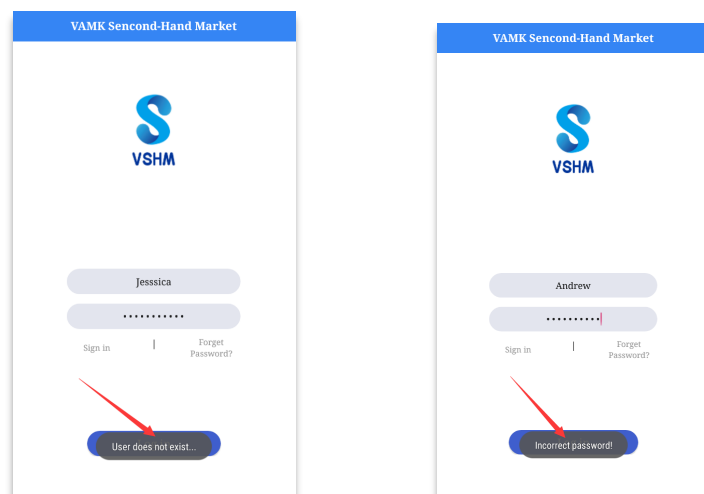 VAMK Sencond-Hand Market
VSHM
Jesssica
•••••••••••
Sign in | Forget Password?
User does not exist...
VAMK Sencond-Hand Market
VSHM
Andrew
••••••••••
Sign in | Forget Password?
Incorrect password!